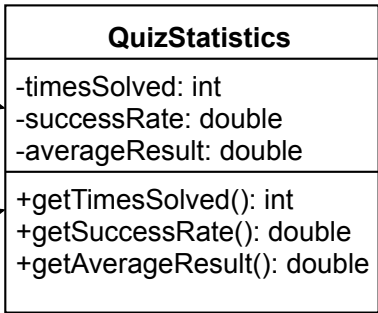 QuizStatistics
-timesSolved: int
-successRate: double
-averageResult: double
+getTimesSolved(): int
+getSuccessRate(): double
+getAverageResult(): double